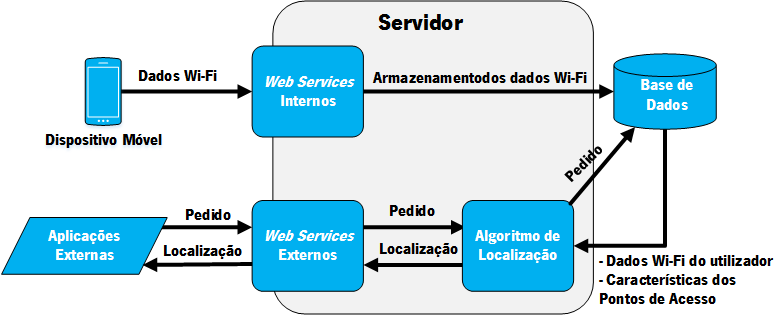 Servidor
Dados Wi-Fi
Web Services
Internos
Armazenamentodos dados Wi-Fi
Base de
Dados
Dispositivo Móvel
Pedido
Aplicações
Externas
Pedido
Localização
Web Services
Externos
Pedido
Localização
Algoritmo de
Localização
- Dados Wi-Fi do utilizador
- Características dos
Pontos de Acesso